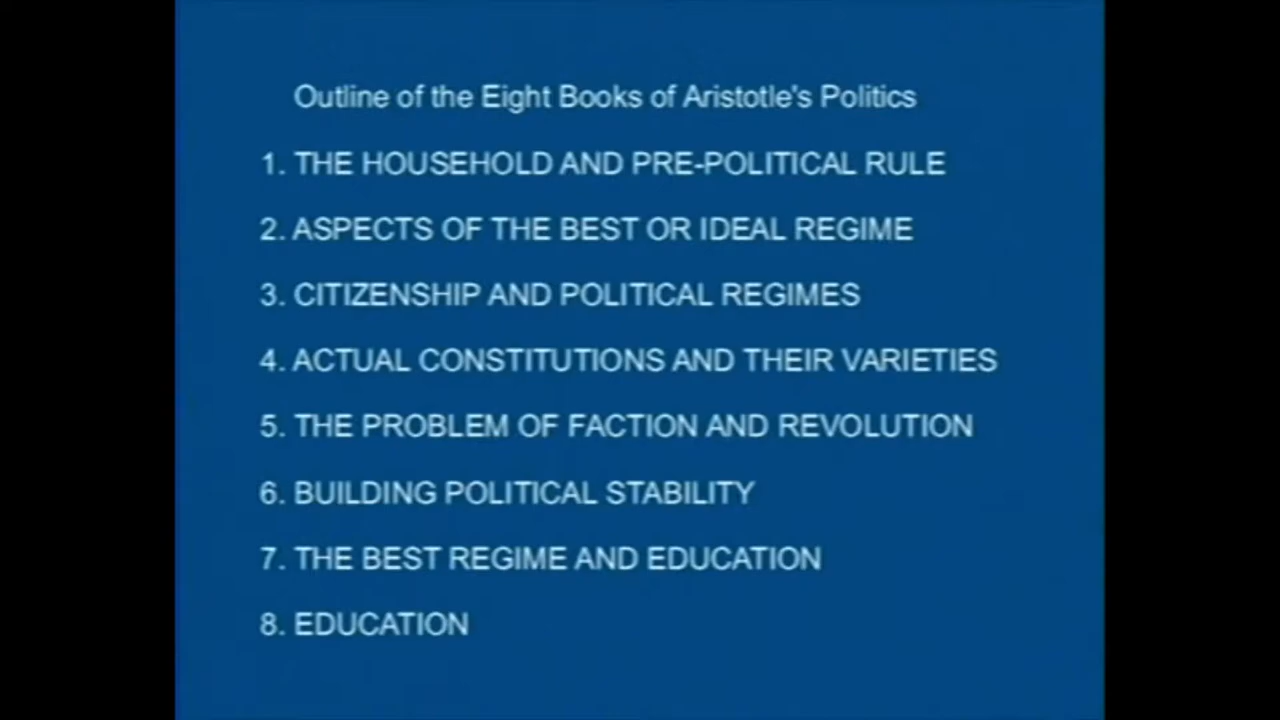 Outline of the Eight Books of Aristotle's Politics
1. THE HOUSEHOLD AND PRE-POLITICAL RULE
2. ASPECTS OF THE BEST OR IDEAL REGIME
3. CITIZENSHIP AND POLITICAL REGIMES
4. ACTUAL CONSTITUTIONS AND THEIR VARIETIES
5. THE PROBLEM OF FACTION AND REVOLUTION
6. BUILDING POLITICAL STABILITY
7. THE BEST REGIME AND EDUCATION
8. EDUCATION